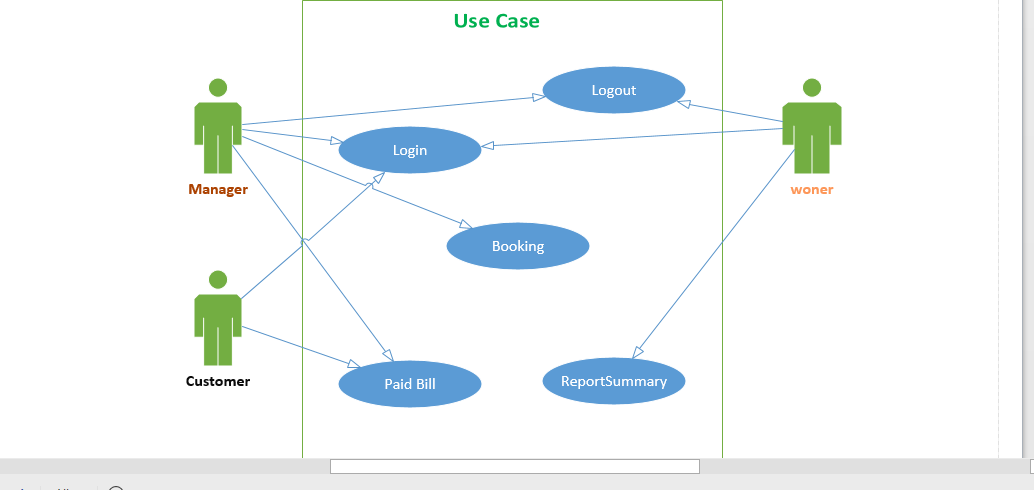 Use Case
Logout
Login
Manager
woner
Booking
Customer
Paid Bill
ReportSummary